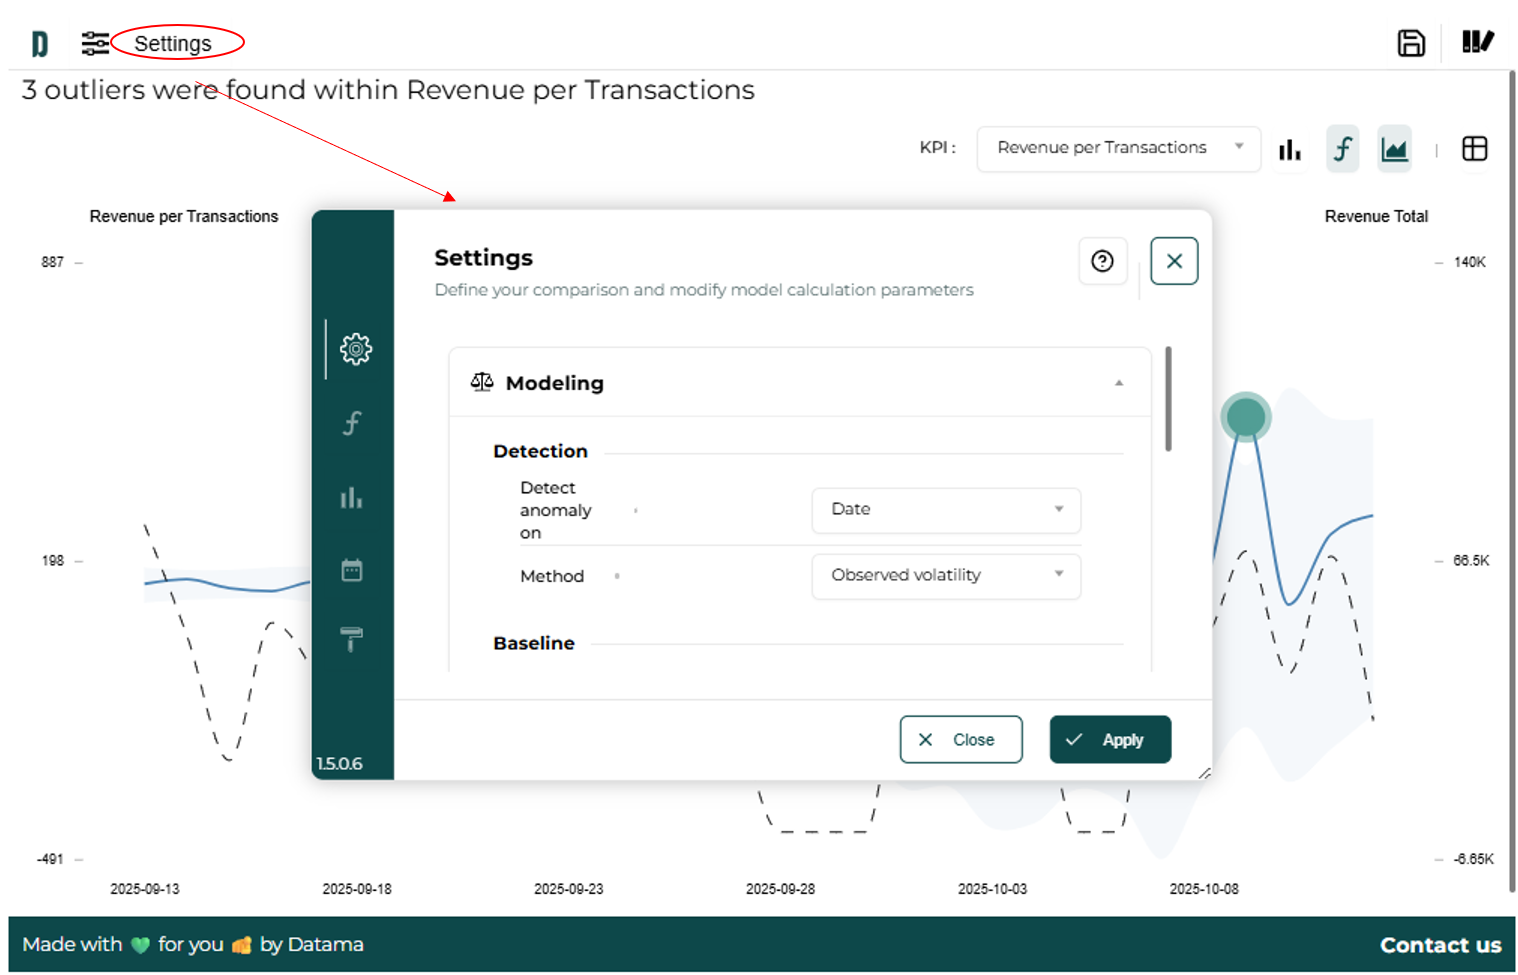 Settings
3 outliers were found within Revenue per Transactions
KPI :
Revenue per Transactions
Revenue per Transactions
Revenue Total
887
140K
198
66.5K
-491
-6.65K
Settings
Define your comparison and modify model calculation parameters
Modeling
Detection
Detect
anomaly
on
Date
Method
Observed volatility
Baseline
1.5.0.6
Close
Apply
2025-09-13
2025-09-18
2025-09-23
2025-09-28
2025-10-03
2025-10-08
Made with 💚 for you 🧀 by Datama
Contact us